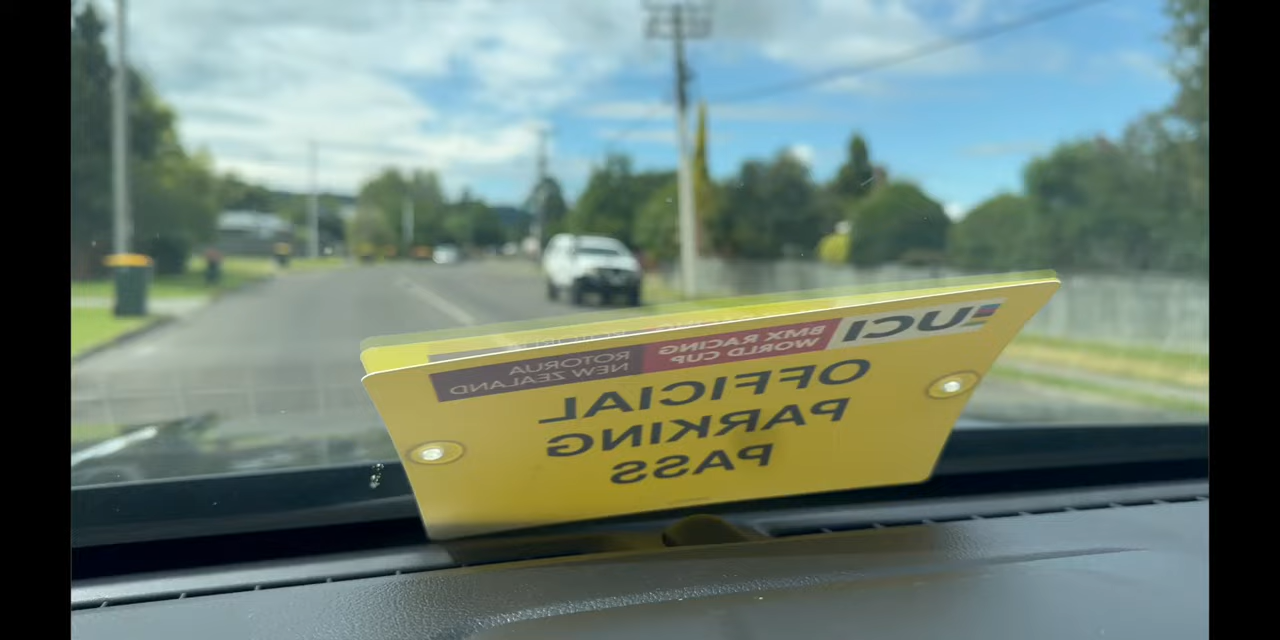 UCI
BMX RACING
WORLD CUP
ROTORUA
NEW ZEALAND
OFFICIAL
PARKING
PASS